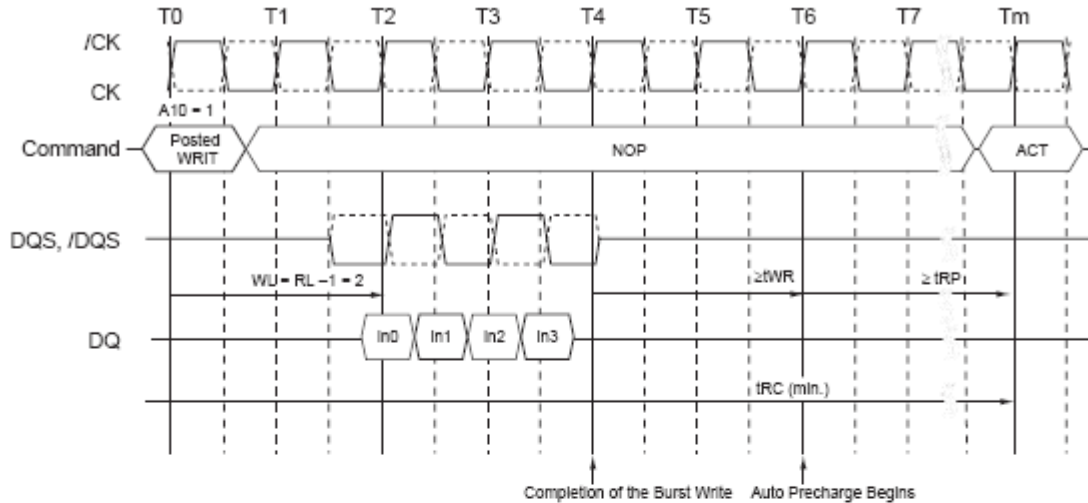 T0 T1 T2 T3 T4 T5 T6 T7 Tm
/CK
CK
A10 = 1
Command
Posted
WRIT
NOP
ACT
DQS, /DQS
WU = RL –1 = 2
≥tWR
≥ tRP
DQ
In0 In1 In2 In3
tRC (min.)
Completion of the Burst Write
Auto Precharge Begins